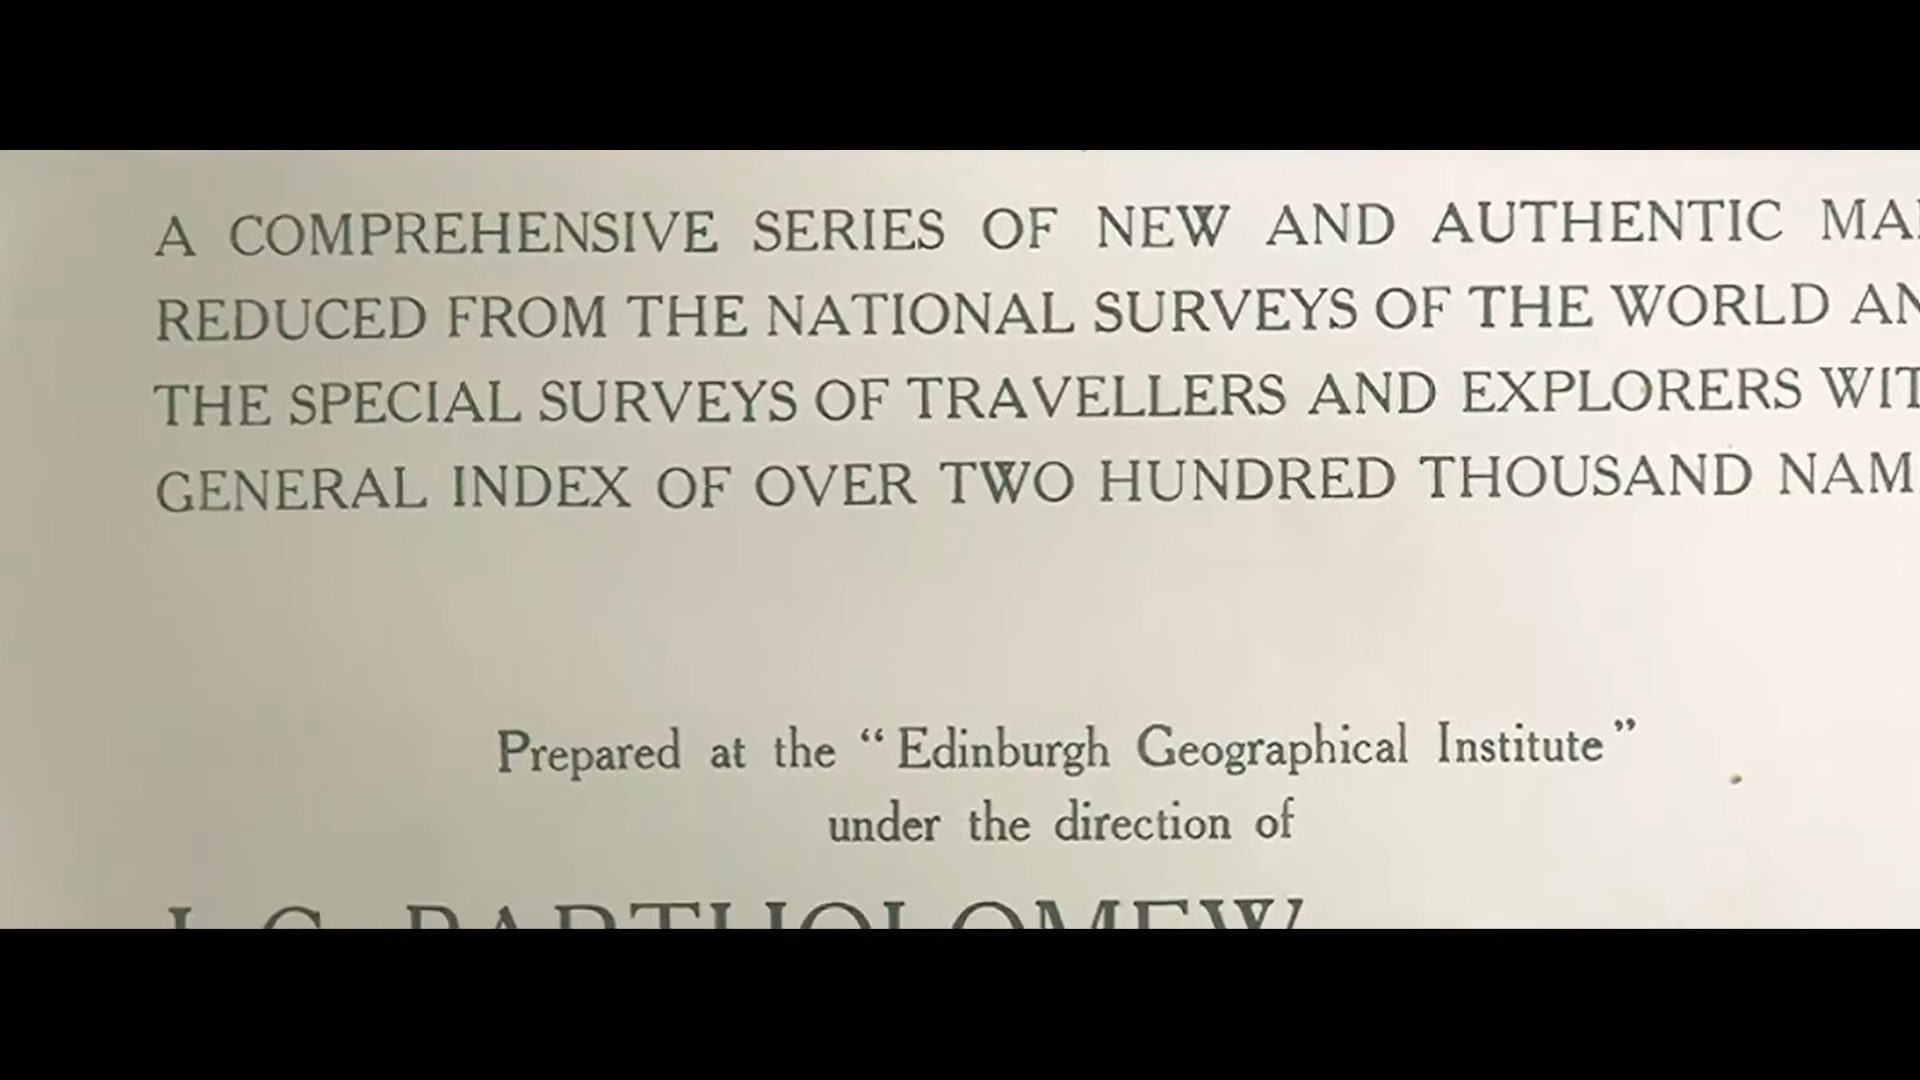 A COMPREHENSIVE SERIES OF NEW AND AUTHENTIC
REDUCED FROM THE NATIONAL SURVEYS OF THE WORLD
THE SPECIAL SURVEYS OF TRAVELLERS AND EXPLORERS
GENERAL INDEX OF OVER TWO HUNDRED THOUSAND
Prepared at the “Edinburgh Geographical Institute”
under the direction of
J. G. BARTHOLOMEW